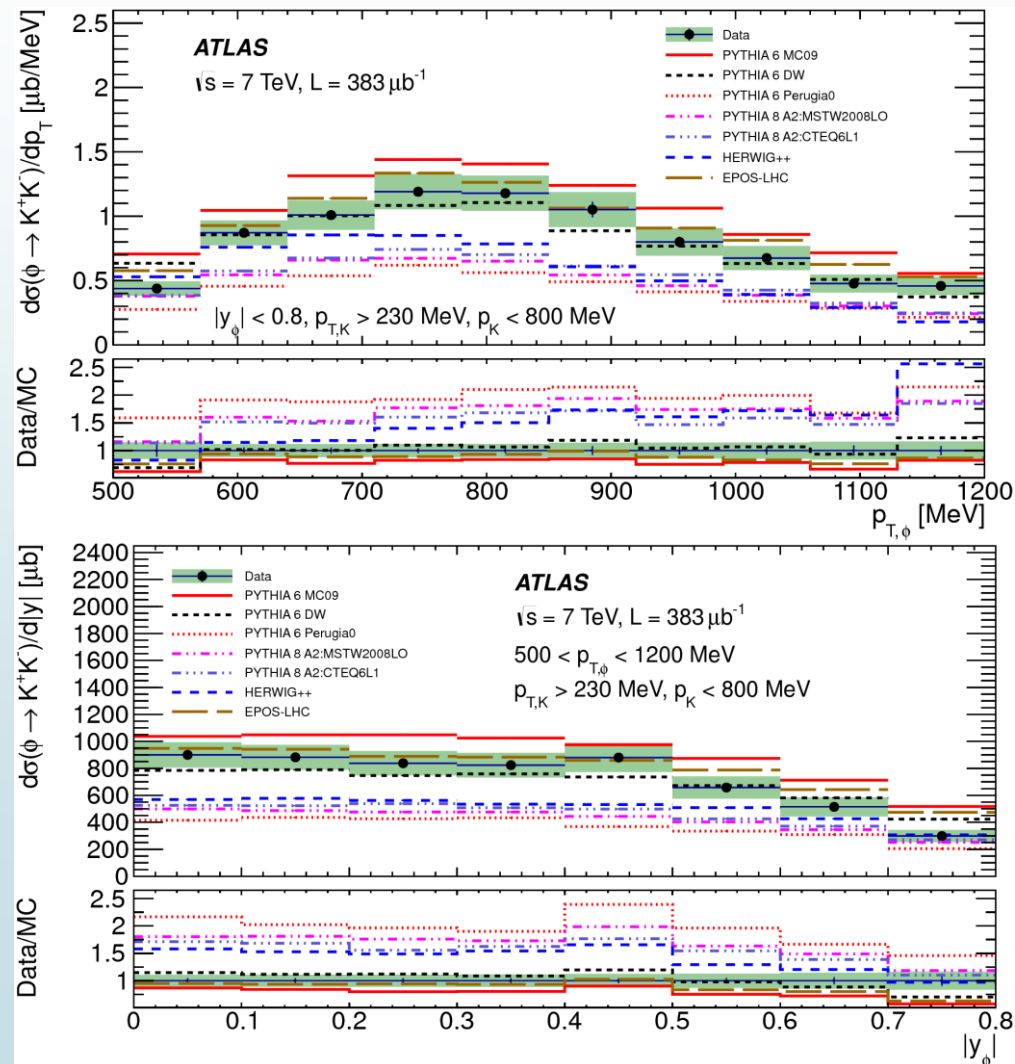 dσ(ϕ → K⁺K⁻)/dp_T [μb/MeV]
2.5
2
1.5
1
0.5
0
ATLAS
√s = 7 TeV, L = 383 μb⁻¹
Data
PYTHIA 6 MC09
PYTHIA 6 DW
PYTHIA 6 Perugia0
PYTHIA 8 A2:MSTW2008LO
PYTHIA 8 A2:CTEQ6L1
HERWIG++
EPOS-LHC
|y_ϕ| < 0.8, p_T,K > 230 MeV, p_K < 800 MeV
Data/MC
2.5
2
1.5
1
500 600 700 800 900 1000 1100 1200
p_T,ϕ [MeV]
dσ(ϕ → K⁺K⁻)/d|y| [μb]
2400
2200
2000
1800
1600
1400
1200
1000
800
600
400
200
0
Data
PYTHIA 6 MC09
PYTHIA 6 DW
PYTHIA 6 Perugia0
PYTHIA 8 A2:MSTW2008LO
PYTHIA 8 A2:CTEQ6L1
HERWIG++
EPOS-LHC
ATLAS
√s = 7 TeV, L = 383 μb⁻¹
500 < p_T,ϕ < 1200 MeV
p_T,K > 230 MeV, p_K < 800 MeV
Data/MC
2.5
2
1.5
1
0 0.1 0.2 0.3 0.4 0.5 0.6 0.7 0.8
|y_ϕ|